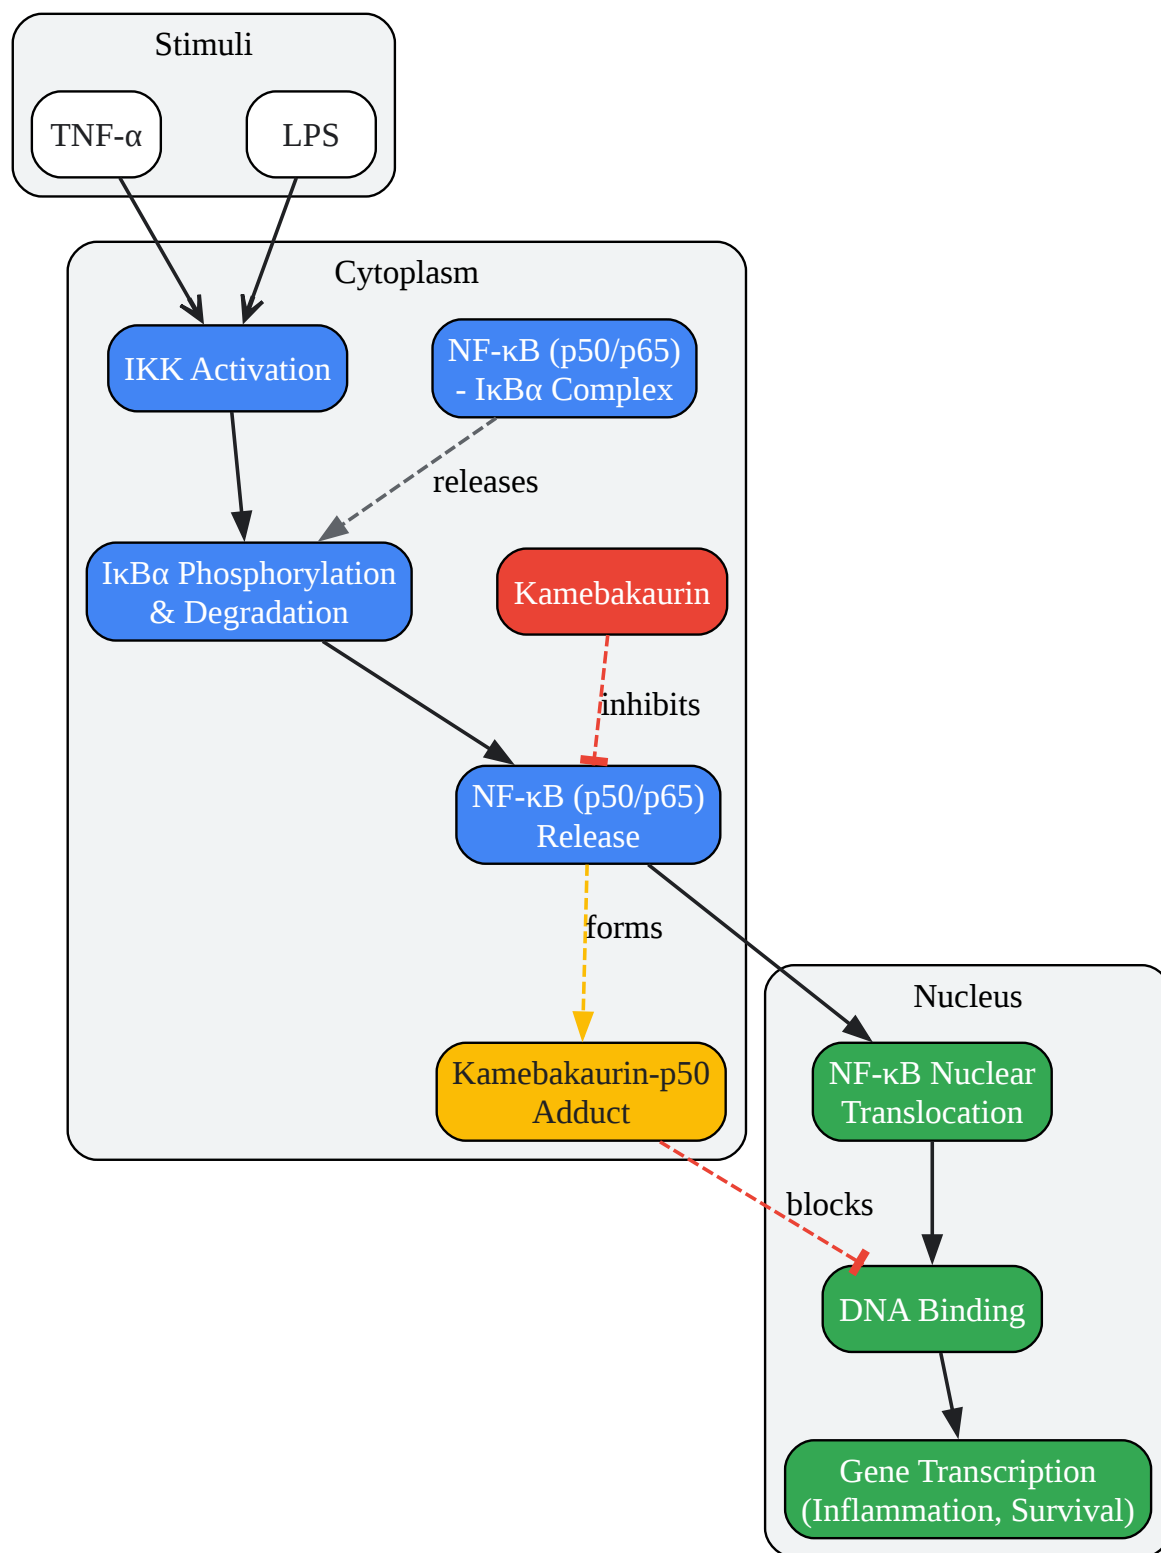 Stimuli
TNF-α
LPS
Cytoplasm
IKK Activation
NF-κB (p50/p65)
- IκBα Complex
releases
IκBα Phosphorylation
& Degradation
Kamebakaurin
inhibits
NF-κB (p50/p65)
Release
forms
Nucleus
Kamebakaurin-p50
Adduct
NF-κB Nuclear
Translocation
blocks
DNA Binding
Gene Transcription
(Inflammation, Survival)